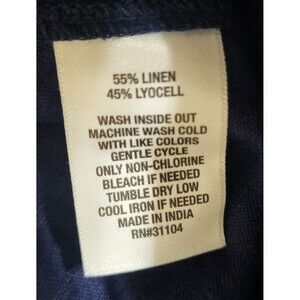 55% LINEN
45% LYOCELL
WASH INSIDE OUT
MACHINE WASH COLD
WITH LIKE COLORS
GENTLE CYCLE
ONLY NON-CHLORINE
BLEACH IF NEEDED
TUMBLE DRY LOW
COOL IRON IF NEEDED
MADE IN INDIA
RN#31104